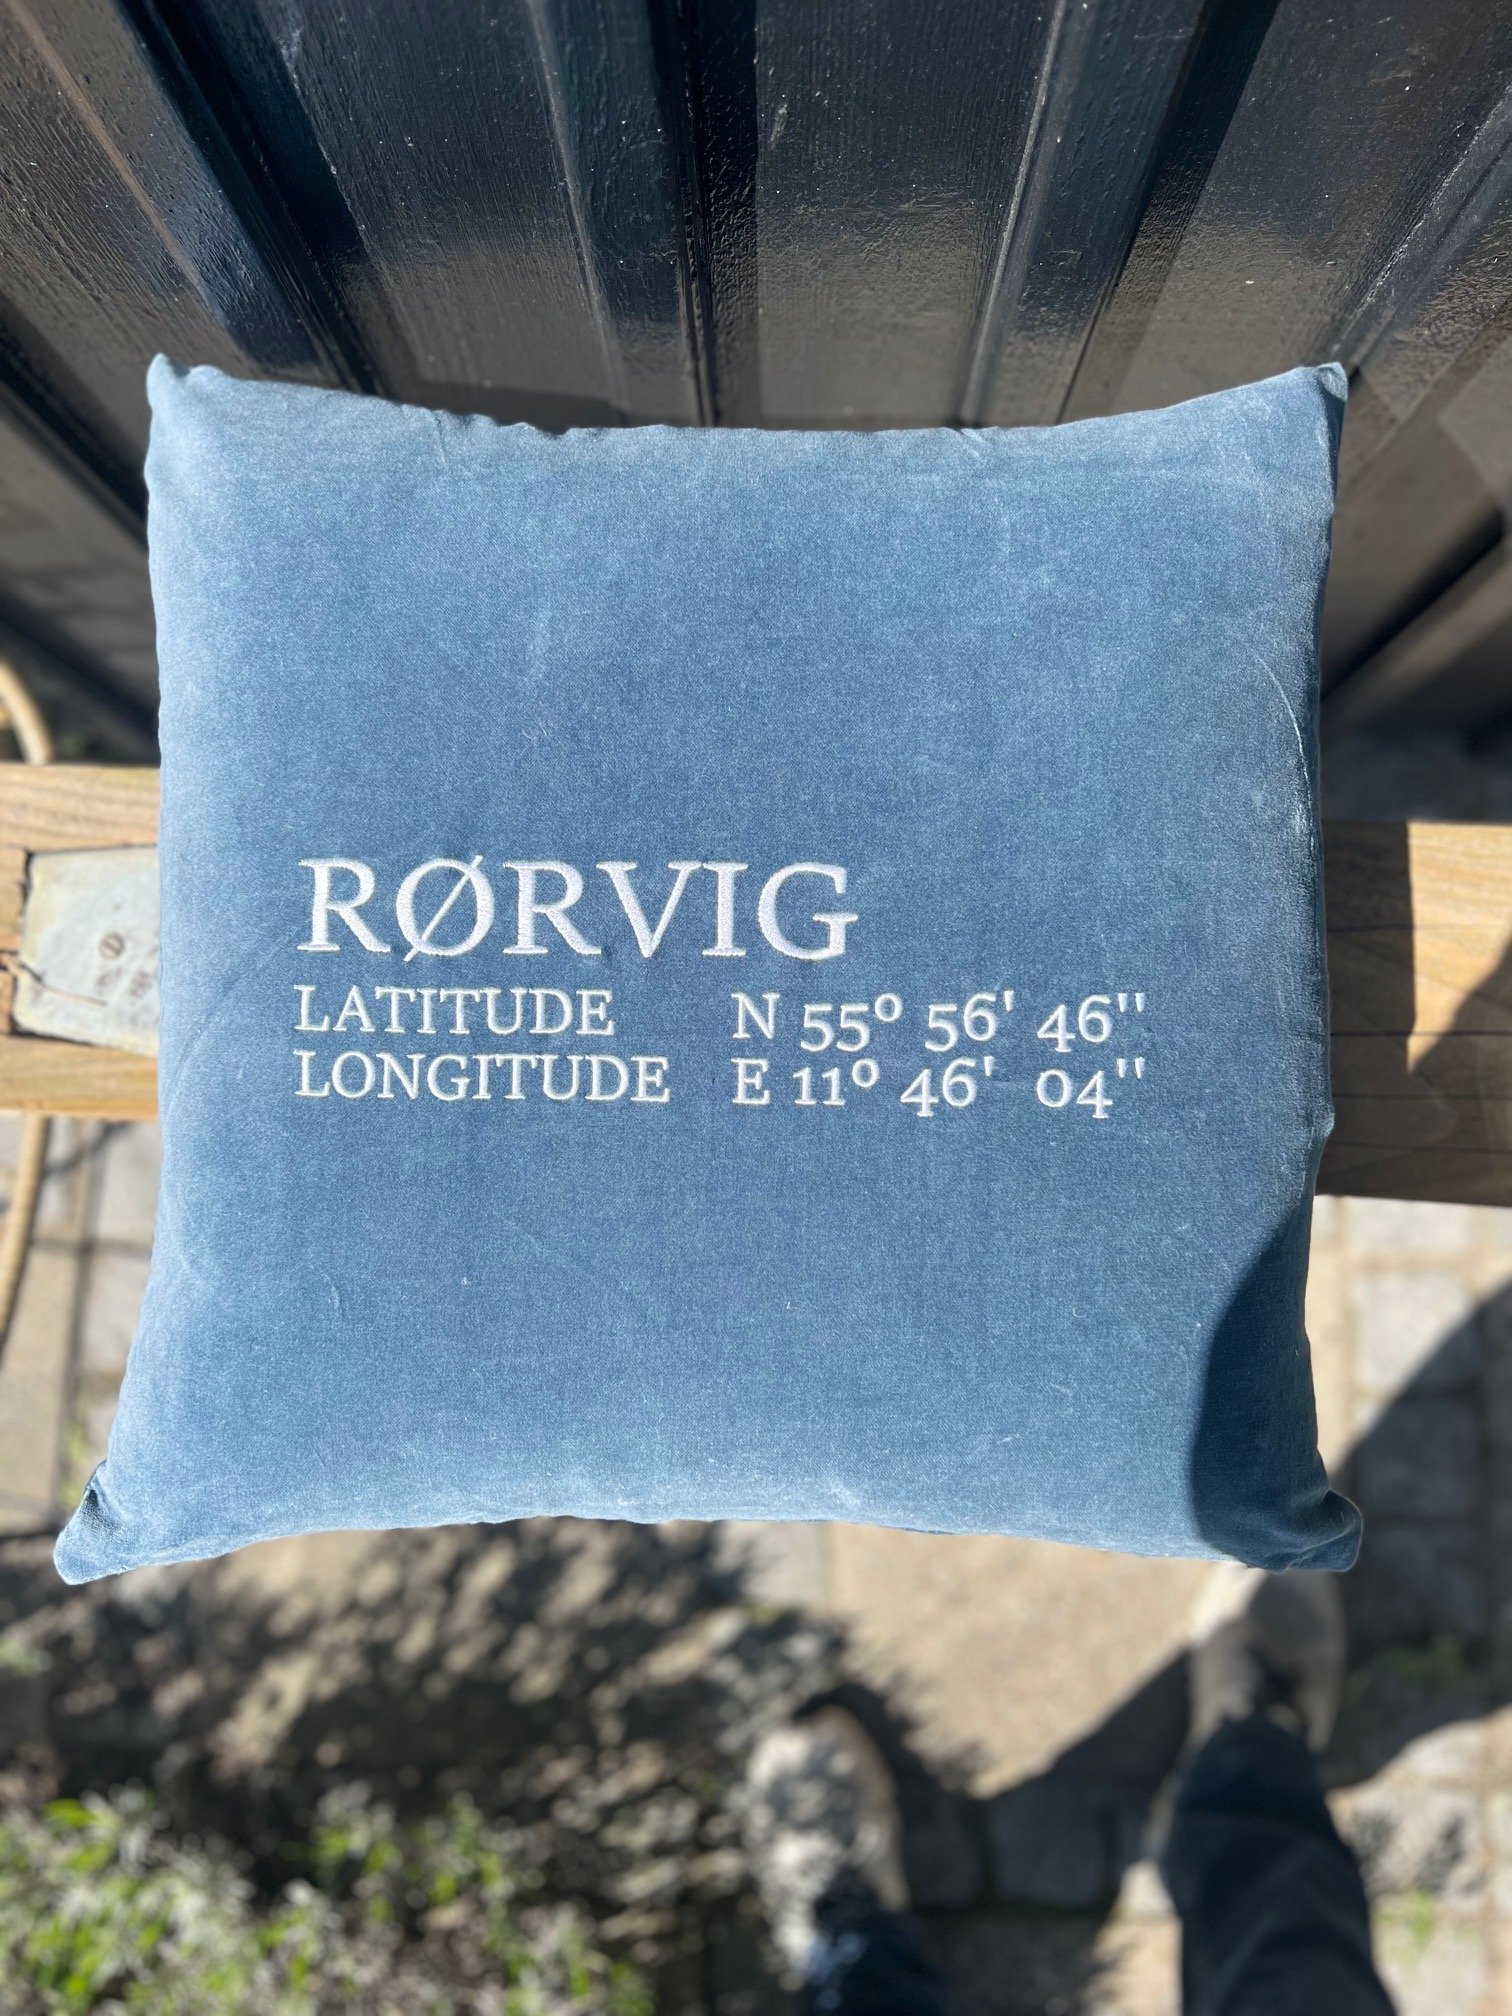 RØRVIG
LATITUDE N 55º 56' 46''
LONGITUDE E 11º 46' 04''